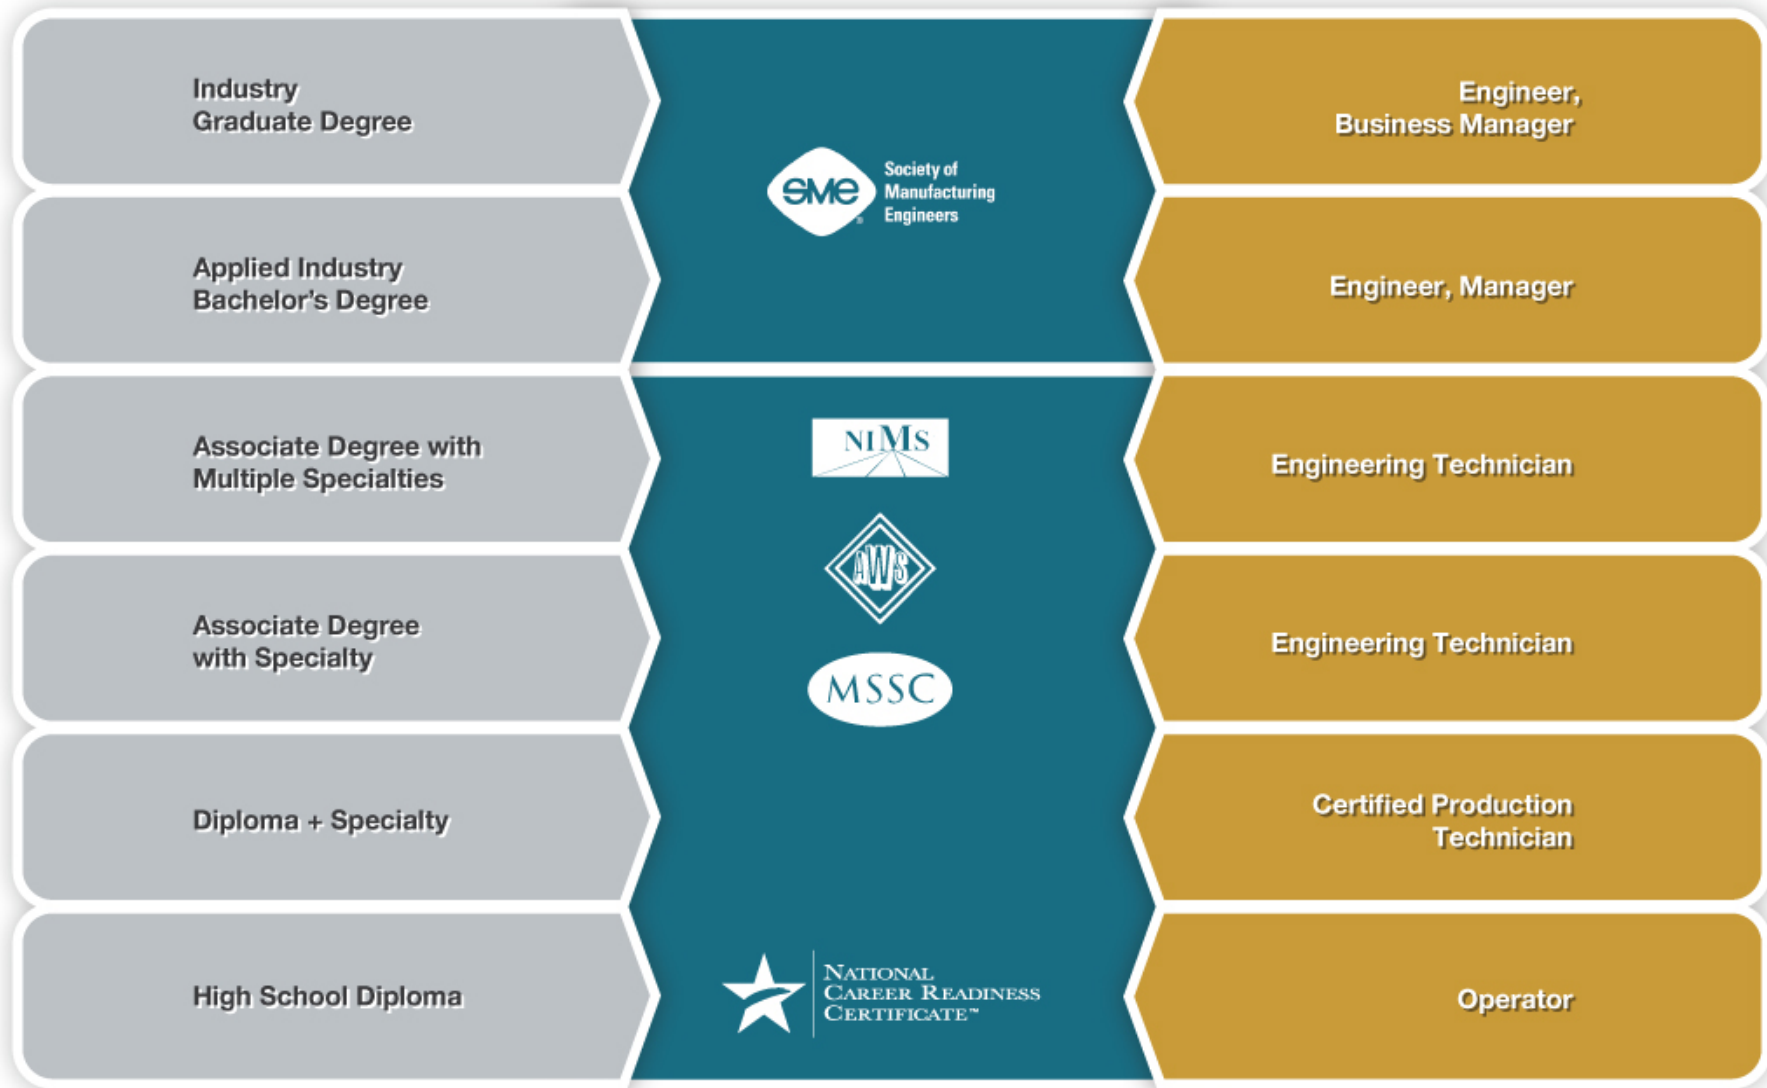 Industry
Graduate Degree
Applied Industry
Bachelor's Degree
Associate Degree with
Multiple Specialties
Associate Degree
with Specialty
Diploma + Specialty
High School Diploma
SME
Society of
Manufacturing
Engineers
NIMS
AWS
MSSC
NATIONAL
CAREER READINESS
CERTIFICATE™
Engineer,
Business Manager
Engineer, Manager
Engineering Technician
Engineering Technician
Certified Production
Technician
Operator